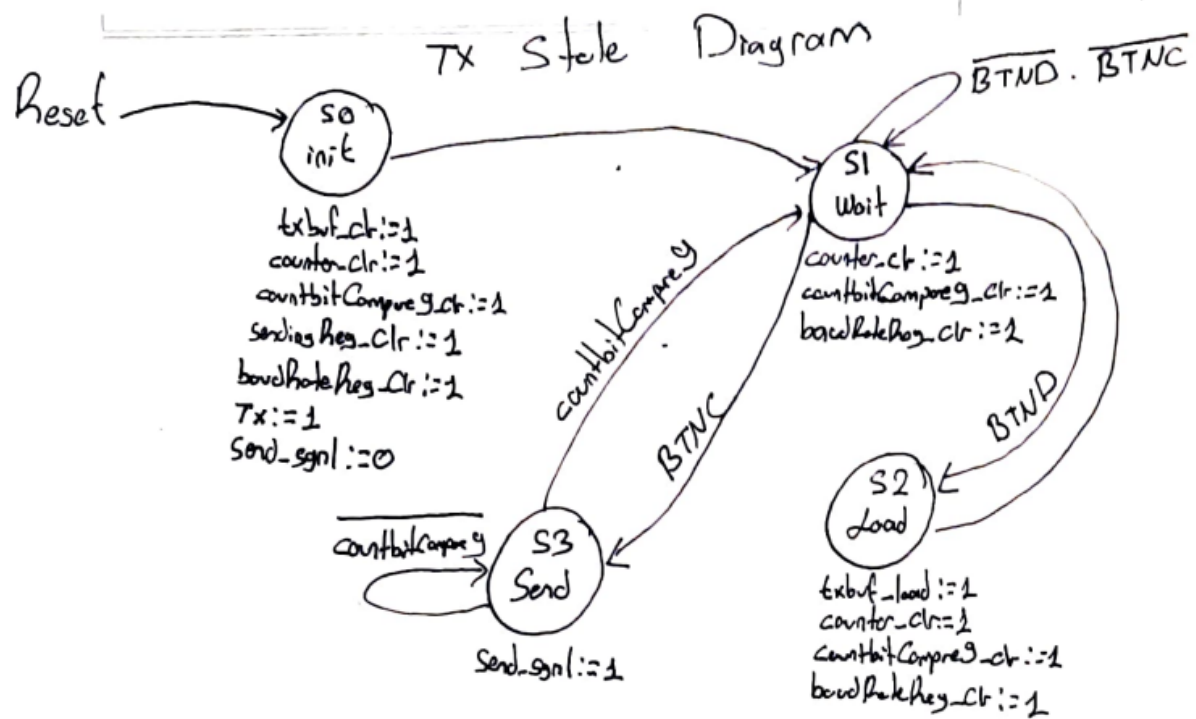 TX State Diagram
Reset
S0
init
txbuf_clr:=1
counter_clr:=1
countbitCompare9_clr:=1
sendingReg_Clr:=1
baudRateReg_Clr:=1
Tx:=1
Send_sgnl:=0
S1
Wait
BTND . BTNC
counter_clr:=1
countbitCompare9_clr:=1
baudRateReg_clr:=1
countbitCompare9
BTNC
BTND
S2
Load
txbuf_load:=1
counter_clr:=1
countbitCompare9_clr:=1
baudRateReg_clr:=1
countbitCompare9
S3
Send
Send_sgnl:=1